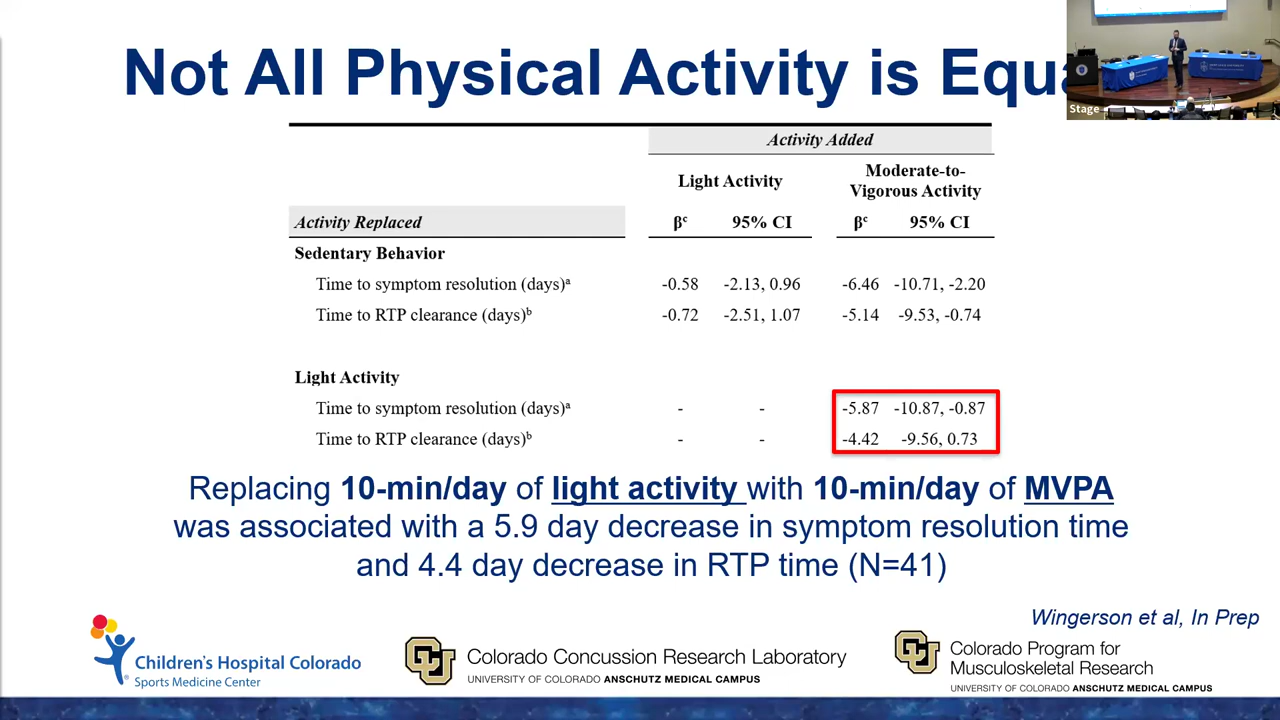 Not All Physical Activity is Equa
Stage
Activity Added
Light Activity
Moderate-to-
Vigorous Activity
Activity Replaced
βᶜ 95% CI βᶜ 95% CI
Sedentary Behavior
Time to symptom resolution (days)ᵃ -0.58 -2.13, 0.96 -6.46 -10.71, -2.20
Time to RTP clearance (days)ᵇ -0.72 -2.51, 1.07 -5.14 -9.53, -0.74
Light Activity
Time to symptom resolution (days)ᵃ - - -5.87 -10.87, -0.87
Time to RTP clearance (days)ᵇ - - -4.42 -9.56, 0.73
Replacing 10-min/day of light activity with 10-min/day of MVPA
was associated with a 5.9 day decrease in symptom resolution time
and 4.4 day decrease in RTP time (N=41)
Wingerson et al, In Prep
Children's Hospital Colorado
Sports Medicine Center
CU
Colorado Concussion Research Laboratory
UNIVERSITY OF COLORADO ANSCHUTZ MEDICAL CAMPUS
CU
Colorado Program for
Musculoskeletal Research
UNIVERSITY OF COLORADO ANSCHUTZ MEDICAL CAMPUS